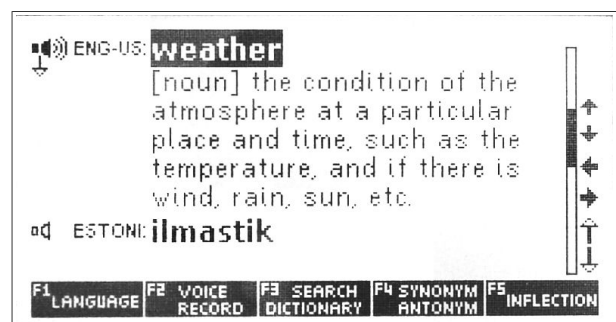 ENG-US: weather
[noun] the condition of the
atmosphere at a particular
place and time, such as the
temperature, and if there is
wind, rain, sun, etc.
ESTONI: ilmastik
F1 LANGUAGE F2 VOICE RECORD F3 SEARCH DICTIONARY F4 SYNONYM ANTONYM F5 INFLECTION